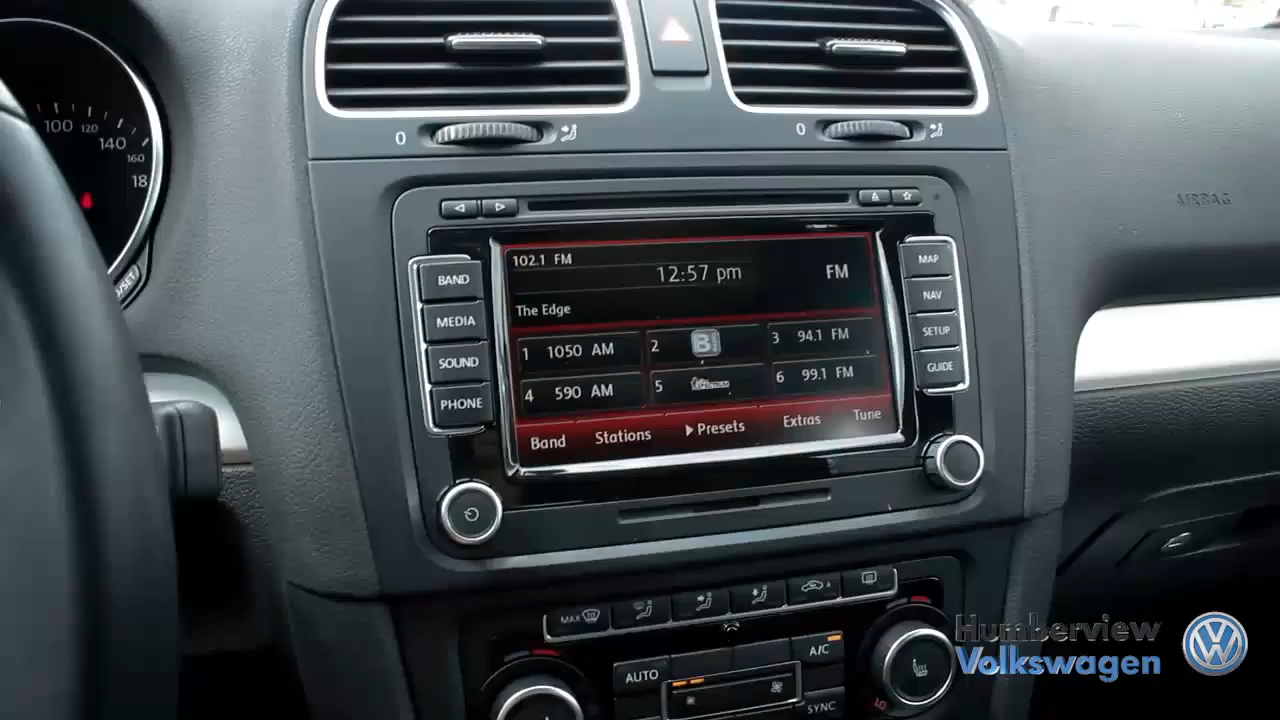 100 120
140
160
18
0
0
AIRBAG
BAND
MEDIA
SOUND
PHONE
102.1 FM
12:57 pm
FM
The Edge
1 1050 AM
2 B
3 94.1 FM
4 590 AM
5
6 99.1 FM
Band Stations Presets Extras Tune
MAP
NAV
SETUP
GUIDE
MAX
A
AUTO
A/C
SYNC
LO
Humberview
Volkswagen